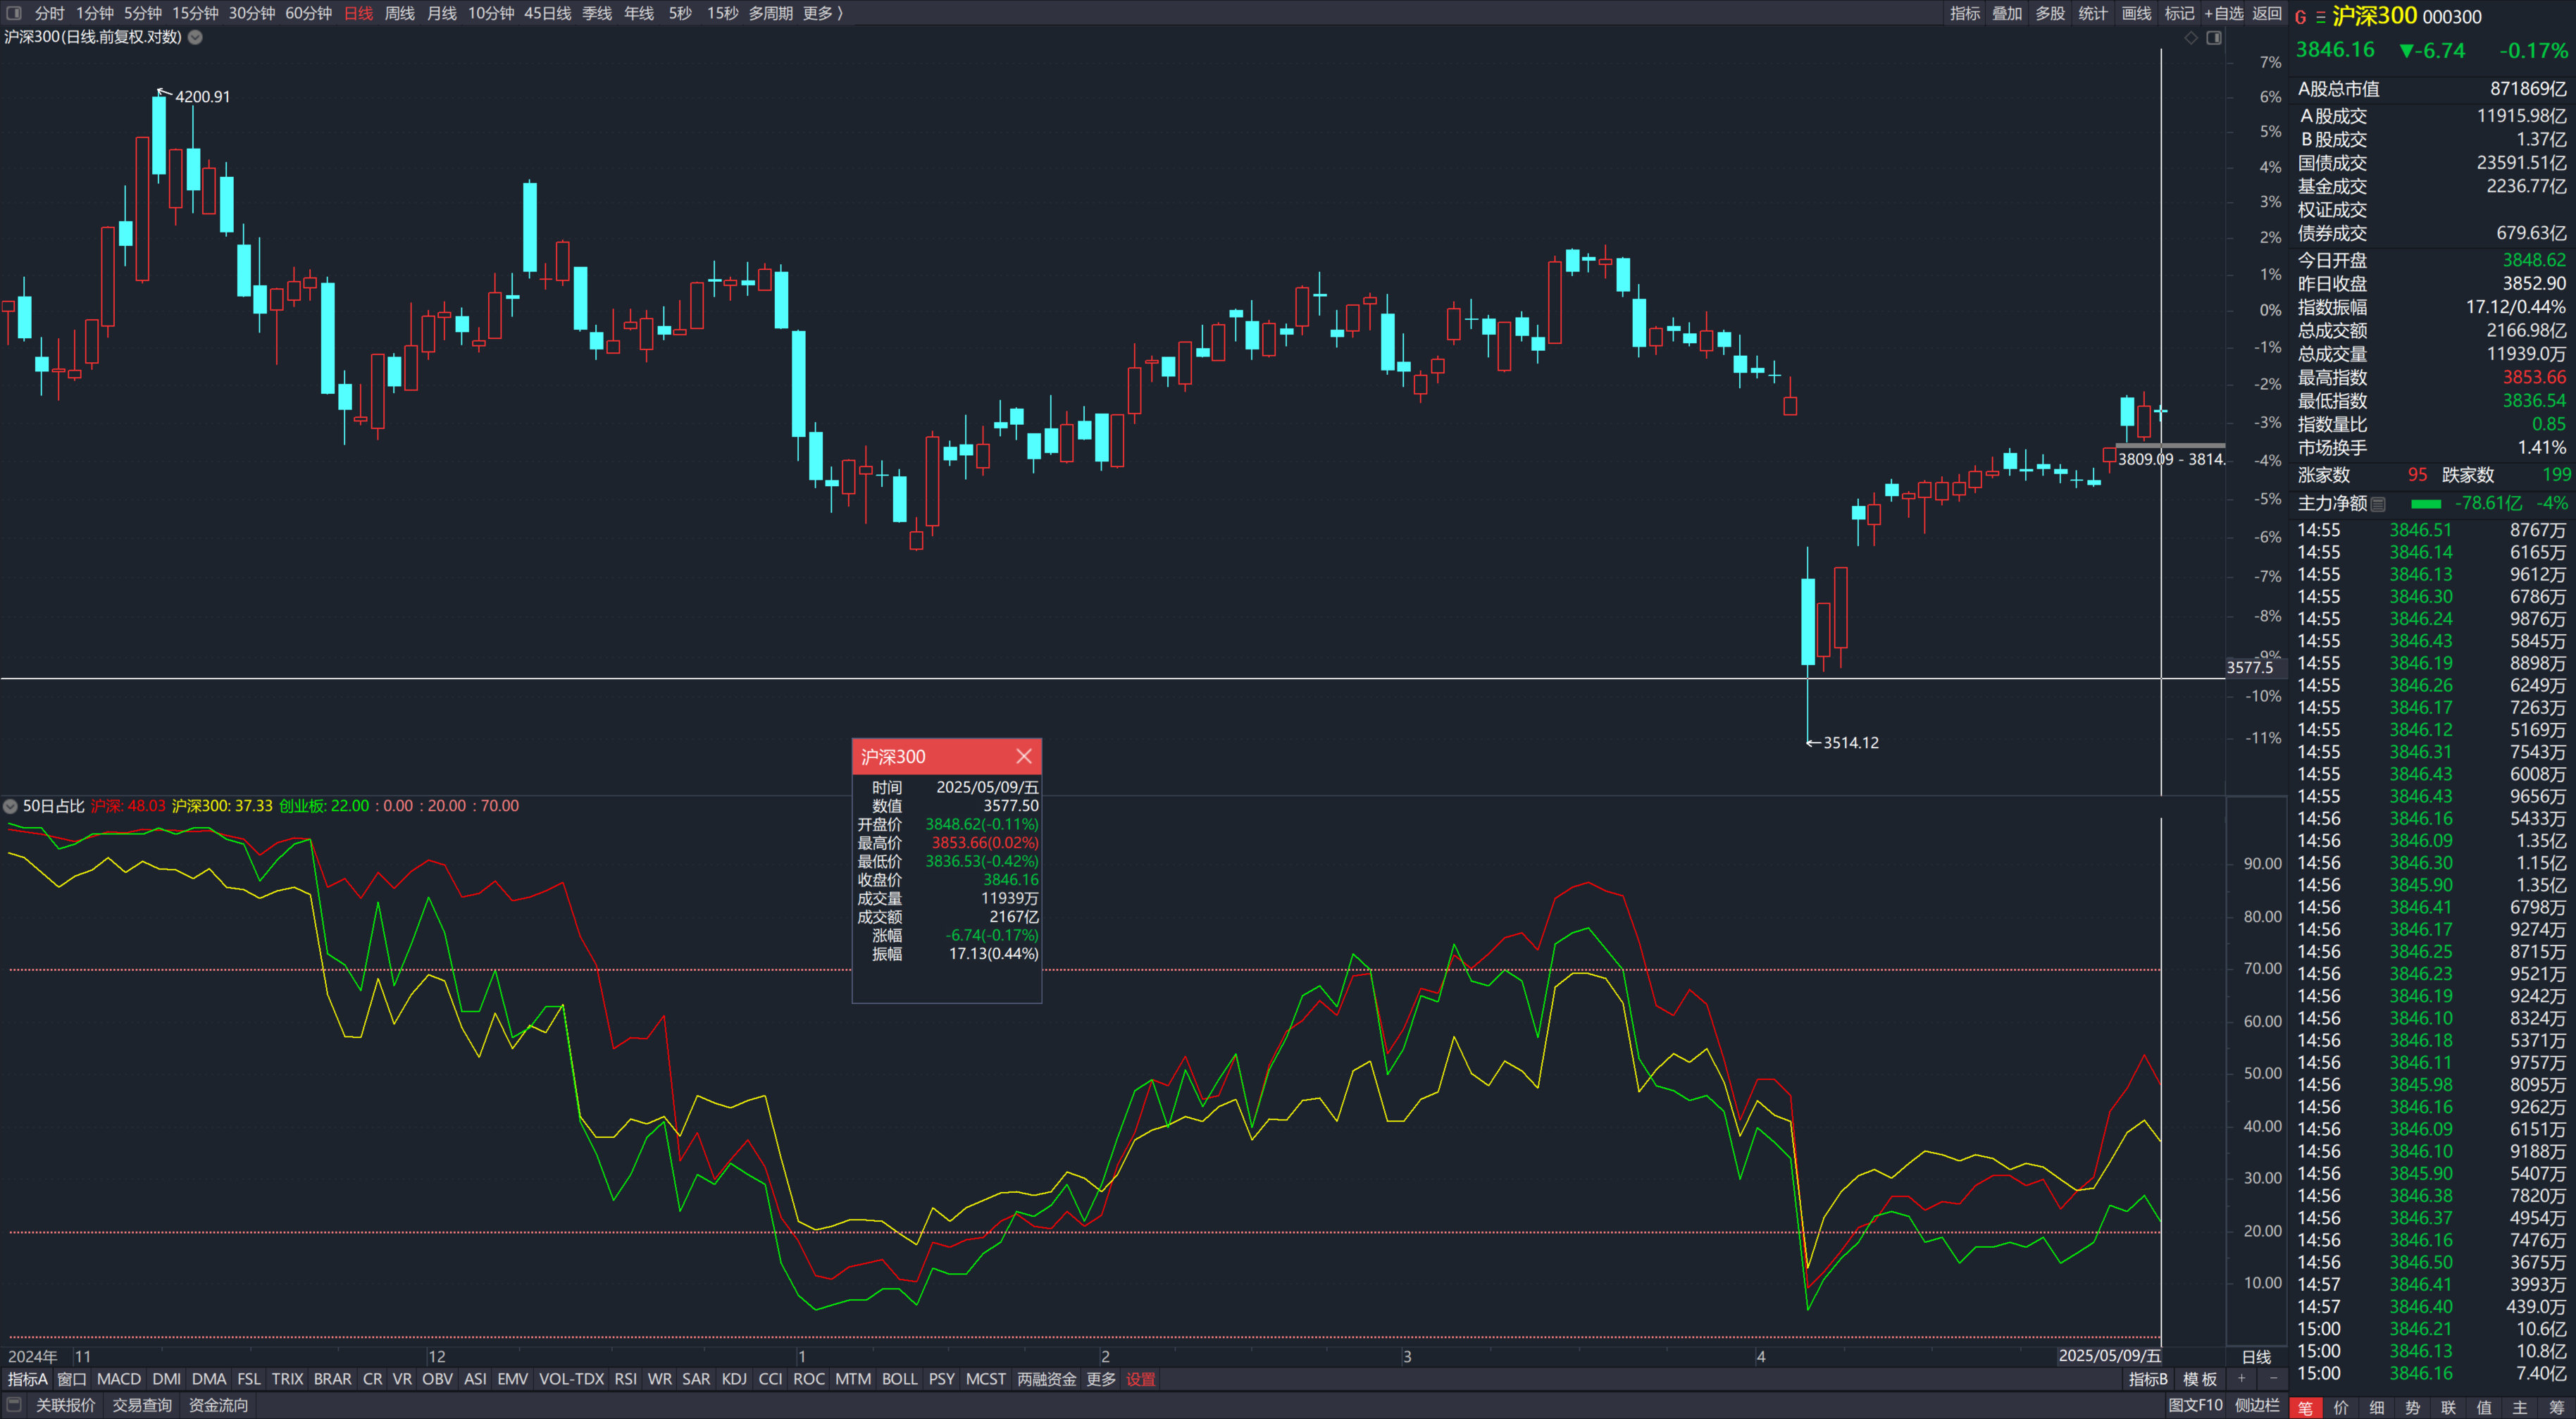 分时 1分钟 5分钟 15分钟 30分钟 60分钟 日线 周线 月线 10分钟 45日线 季线 年线 5秒 15秒 多周期 更多 〉 指标 叠加 多股 统计 画线 标记 +自选 返回
沪深300(日线.前复权.对数)
4200.91
7%
6%
5%
4%
3%
2%
1%
0%
-1%
-2%
-3%
-4%
-5%
-6%
-7%
-8%
-9%
3577.5
-10%
-11%
3809.09 - 3814.
3514.12
沪深300
时间 2025/05/09/五
数值 3577.50
开盘价 3848.62(-0.11%)
最高价 3853.66(0.02%)
最低价 3836.53(-0.42%)
收盘价 3846.16
成交量 11939万
成交额 2167亿
涨幅 -6.74(-0.17%)
振幅 17.13(0.44%)
50日占比 沪深: 48.03 沪深300: 37.33 创业板: 22.00 : 0.00 : 20.00 : 70.00
90.00
80.00
70.00
60.00
50.00
40.00
30.00
20.00
10.00
2024年 11 12 1 2 3 4 2025/05/09/五 日线
指标A 窗口 MACD DMI DMA FSL TRIX BRAR CR VR OBV ASI EMV VOL-TDX RSI WR SAR KDJ CCI ROC MTM BOLL PSY MCST 两融资金 更多 设置 指标B 模板 + −
关联报价 交易查询 资金流向 图文F10 侧边栏
G 沪深300 000300
3846.16 ▼-6.74 -0.17%
A股总市值 871869亿
A股成交 11915.98亿
B股成交 1.37亿
国债成交 23591.51亿
基金成交 2236.77亿
权证成交
债券成交 679.63亿
今日开盘 3848.62
昨日收盘 3852.90
指数振幅 17.12/0.44%
总成交额 2166.98亿
总成交量 11939.0万
最高指数 3853.66
最低指数 3836.54
指数量比 0.85
市场换手 1.41%
涨家数 95 跌家数 199
主力净额 -78.61亿 -4%
14:55 3846.51 8767万
14:55 3846.14 6165万
14:55 3846.13 9612万
14:55 3846.30 6786万
14:55 3846.24 9876万
14:55 3846.43 5845万
14:55 3846.19 8898万
14:55 3846.26 6249万
14:55 3846.17 7263万
14:55 3846.12 5169万
14:55 3846.31 7543万
14:55 3846.43 6008万
14:55 3846.43 9656万
14:56 3846.16 5433万
14:56 3846.09 1.35亿
14:56 3846.30 1.15亿
14:56 3845.90 1.35亿
14:56 3846.41 6798万
14:56 3846.17 9274万
14:56 3846.25 8715万
14:56 3846.23 9521万
14:56 3846.19 9242万
14:56 3846.10 8324万
14:56 3846.18 5371万
14:56 3846.11 9757万
14:56 3845.98 8095万
14:56 3846.16 9262万
14:56 3846.09 6151万
14:56 3846.10 9188万
14:56 3845.90 5407万
14:56 3846.38 7820万
14:56 3846.37 4954万
14:56 3846.16 7476万
14:56 3846.50 3675万
14:57 3846.41 3993万
14:57 3846.40 439.0万
15:00 3846.21 10.6亿
15:00 3846.13 10.8亿
15:00 3846.16 7.40亿
笔 价 细 势 联 值 主 筹